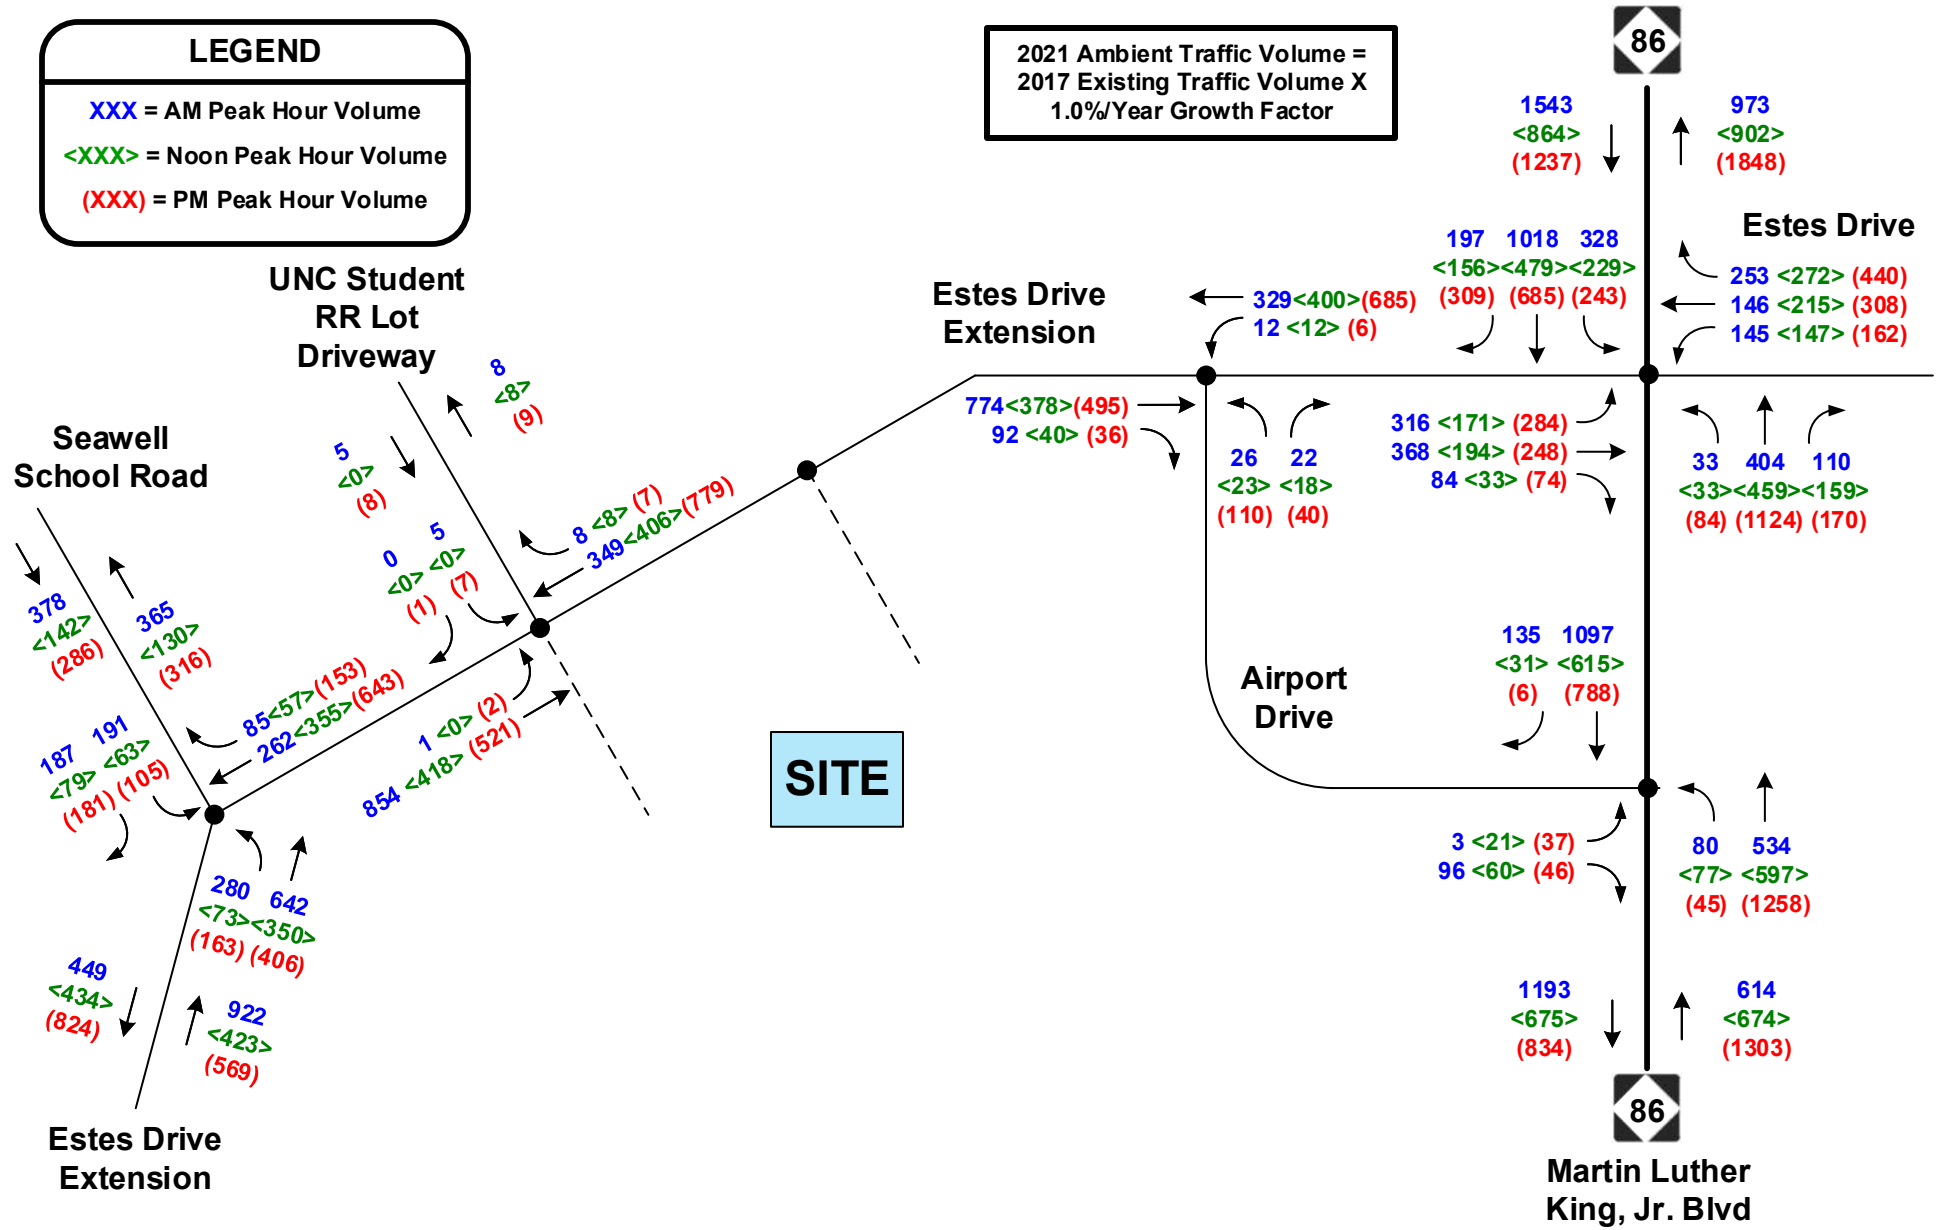 LEGEND
XXX = AM Peak Hour Volume
<XXX> = Noon Peak Hour Volume
(XXX) = PM Peak Hour Volume
2021 Ambient Traffic Volume =
2017 Existing Traffic Volume X
1.0%/Year Growth Factor
86
1543
<864>
(1237)
973
<902>
(1848)
Estes Drive
253 <272> (440)
146 <215> (308)
145 <147> (162)
197 1018 328
<156><479><229>
(309) (685) (243)
Estes Drive
Extension
329<400>(685)
12 <12> (6)
774<378>(495)
92 <40> (36)
26 22
<23> <18>
(110) (40)
316 <171> (284)
368 <194> (248)
84 <33> (74)
33 404 110
<33><459><159>
(84) (1124) (170)
UNC Student
RR Lot
Driveway
8
<8>
(9)
5
<0>
(8)
0 5
<0> <0>
(1) (7)
8 <8> (7)
349<406>(779)
1 <0> (2)
854 <418> (521)
Seawell
School Road
378
<142>
(286)
365
<130>
(316)
85<57>(153)
262<355>(643)
187 191
<79> <63>
(181) (105)
280 642
<73><350>
(163) (406)
449
<434>
(824)
922
<423>
(569)
Estes Drive
Extension
SITE
Airport
Drive
135 1097
<31> <615>
(6) (788)
3 <21> (37)
96 <60> (46)
80 534
<77> <597>
(45) (1258)
1193
<675>
(834)
614
<674>
(1303)
86
Martin Luther
King, Jr. Blvd